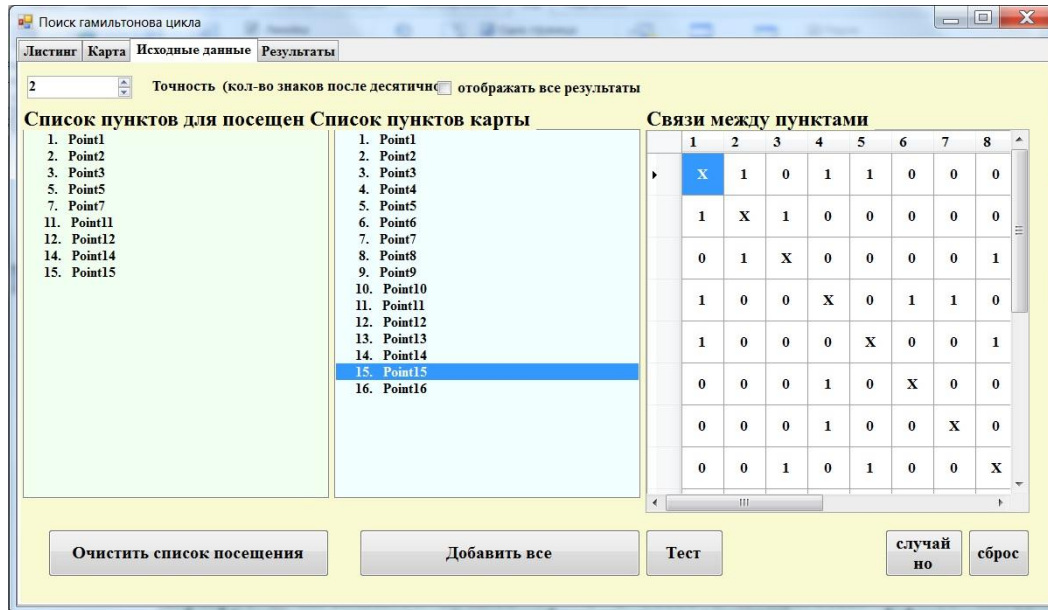 Поиск гамильтонова цикла
Листинг Карта Исходные данные Результаты
2 Точность (кол-во знаков после десятичн отображать все результаты
Список пунктов для посещен Список пунктов карты Связи между пунктами
1. Point1
2. Point2
3. Point3
5. Point5
7. Point7
11. Point11
12. Point12
14. Point14
15. Point15
1. Point1
2. Point2
3. Point3
4. Point4
5. Point5
6. Point6
7. Point7
8. Point8
9. Point9
10. Point10
11. Point11
12. Point12
13. Point13
14. Point14
15. Point15
16. Point16
1 2 3 4 5 6 7 8
X 1 0 1 1 0 0 0
1 X 1 0 0 0 0 0
0 1 X 0 0 0 0 1
1 0 0 X 0 1 1 0
1 0 0 0 X 0 0 1
0 0 0 1 0 X 0 0
0 0 0 1 0 0 X 0
0 0 1 0 1 0 0 X
Очистить список посещения Добавить все Тест случай
но сброс